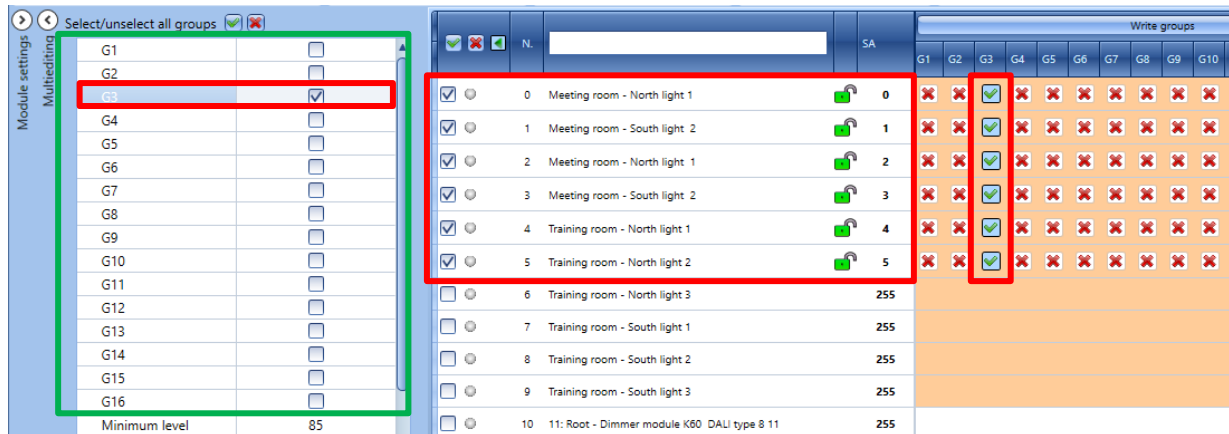 Module settings
Multiediting
Select/unselect all groups
G1
G2
G3
G4
G5
G6
G7
G8
G9
G10
G11
G12
G13
G14
G15
G16
Minimum level 85
N. SA Write groups
G1 G2 G3 G4 G5 G6 G7 G8 G9 G10
0 Meeting room - North light 1 0
1 Meeting room - South light 2 1
2 Meeting room - North light 1 2
3 Meeting room - South light 2 3
4 Training room - North light 1 4
5 Training room - North light 2 5
6 Training room - North light 3 255
7 Training room - South light 1 255
8 Training room - South light 2 255
9 Training room - South light 3 255
10 11: Root - Dimmer module K60 DALI type 8 11 255